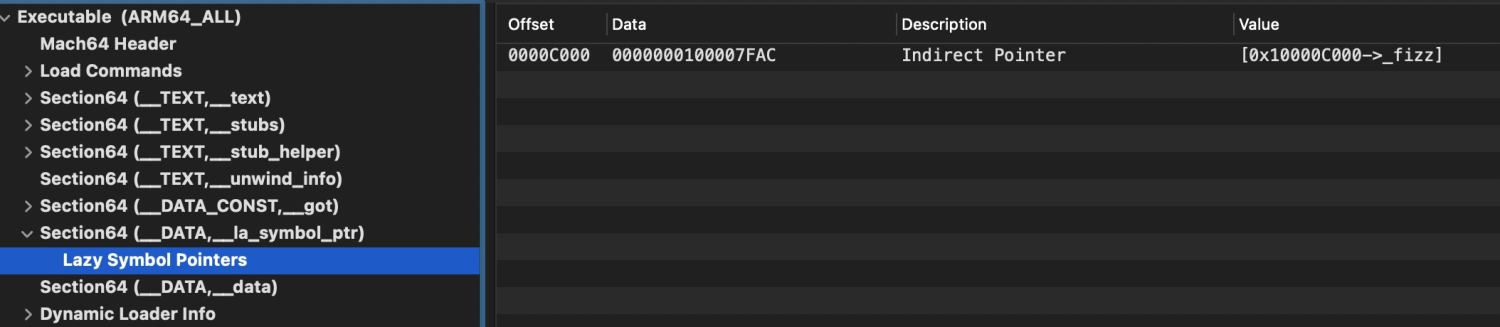 Executable (ARM64_ALL)
Mach64 Header
Load Commands
Section64 (__TEXT,__text)
Section64 (__TEXT,__stubs)
Section64 (__TEXT,__stub_helper)
Section64 (__TEXT,__unwind_info)
Section64 (__DATA_CONST,__got)
Section64 (__DATA,__la_symbol_ptr)
Lazy Symbol Pointers
Section64 (__DATA,__data)
Dynamic Loader Info
Offset Data Description Value
0000C000 0000000100007FAC Indirect Pointer [0x10000C000->_fizz]